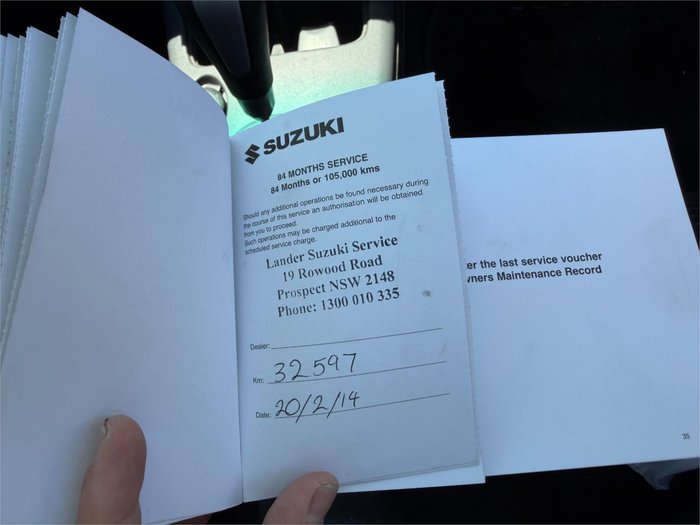 SUZUKI
84 MONTHS SERVICE
84 Months or 105,000 kms
Should any additional operations be found necessary during
the course of this service an authorisation will be obtained
from you to proceed.
Such operations may be charged additional to the
scheduled service charge.
Lander Suzuki Service
19 Rowood Road
Prospect NSW 2148
Phone: 1300 010 335
Dealer:
Km: 32597
Date: 20/2/14
er the last service voucher
wners Maintenance Record
35